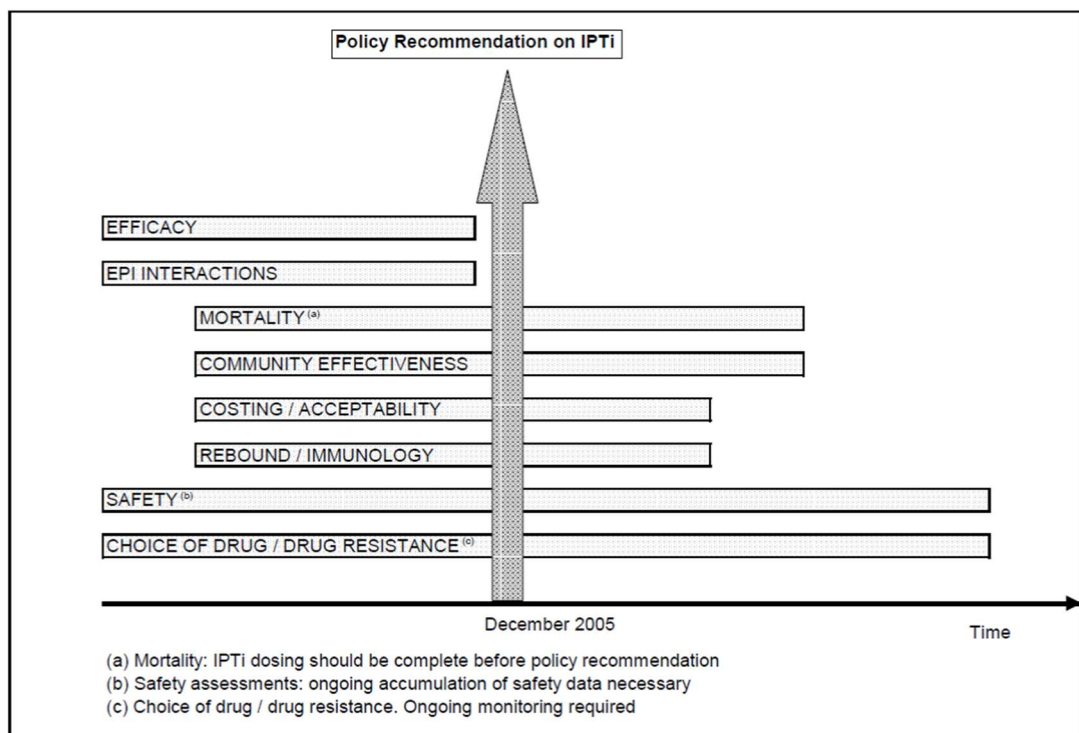 Policy Recommendation on IPTi
EFFICACY
EPI INTERACTIONS
MORTALITY (a)
COMMUNITY EFFECTIVENESS
COSTING / ACCEPTABILITY
REBOUND / IMMUNOLOGY
SAFETY (b)
CHOICE OF DRUG / DRUG RESISTANCE (c)
December 2005
Time
(a) Mortality: IPTi dosing should be complete before policy recommendation
(b) Safety assessments: ongoing accumulation of safety data necessary
(c) Choice of drug / drug resistance. Ongoing monitoring required